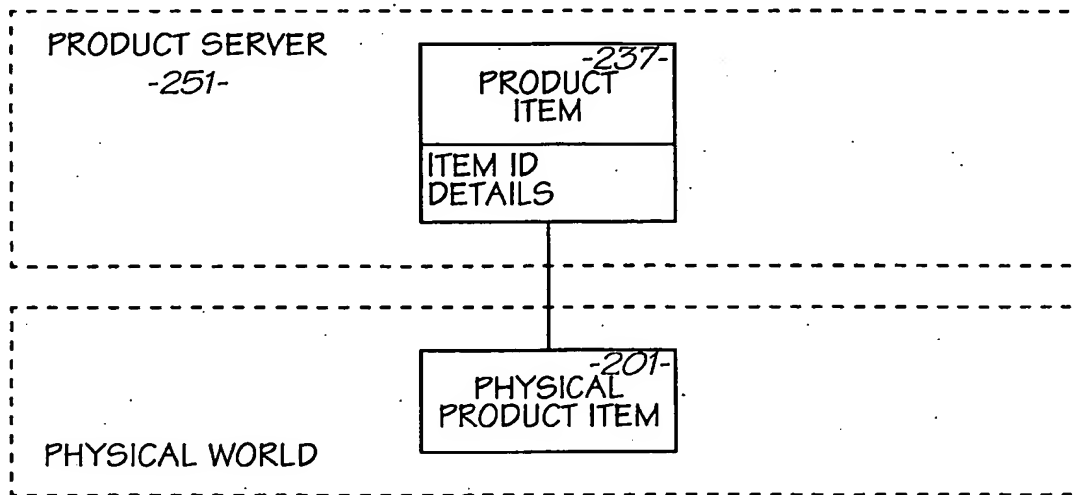 PRODUCT SERVER
-251-
-237-
PRODUCT
ITEM
ITEM ID
DETAILS
-201-
PHYSICAL
PRODUCT ITEM
PHYSICAL WORLD